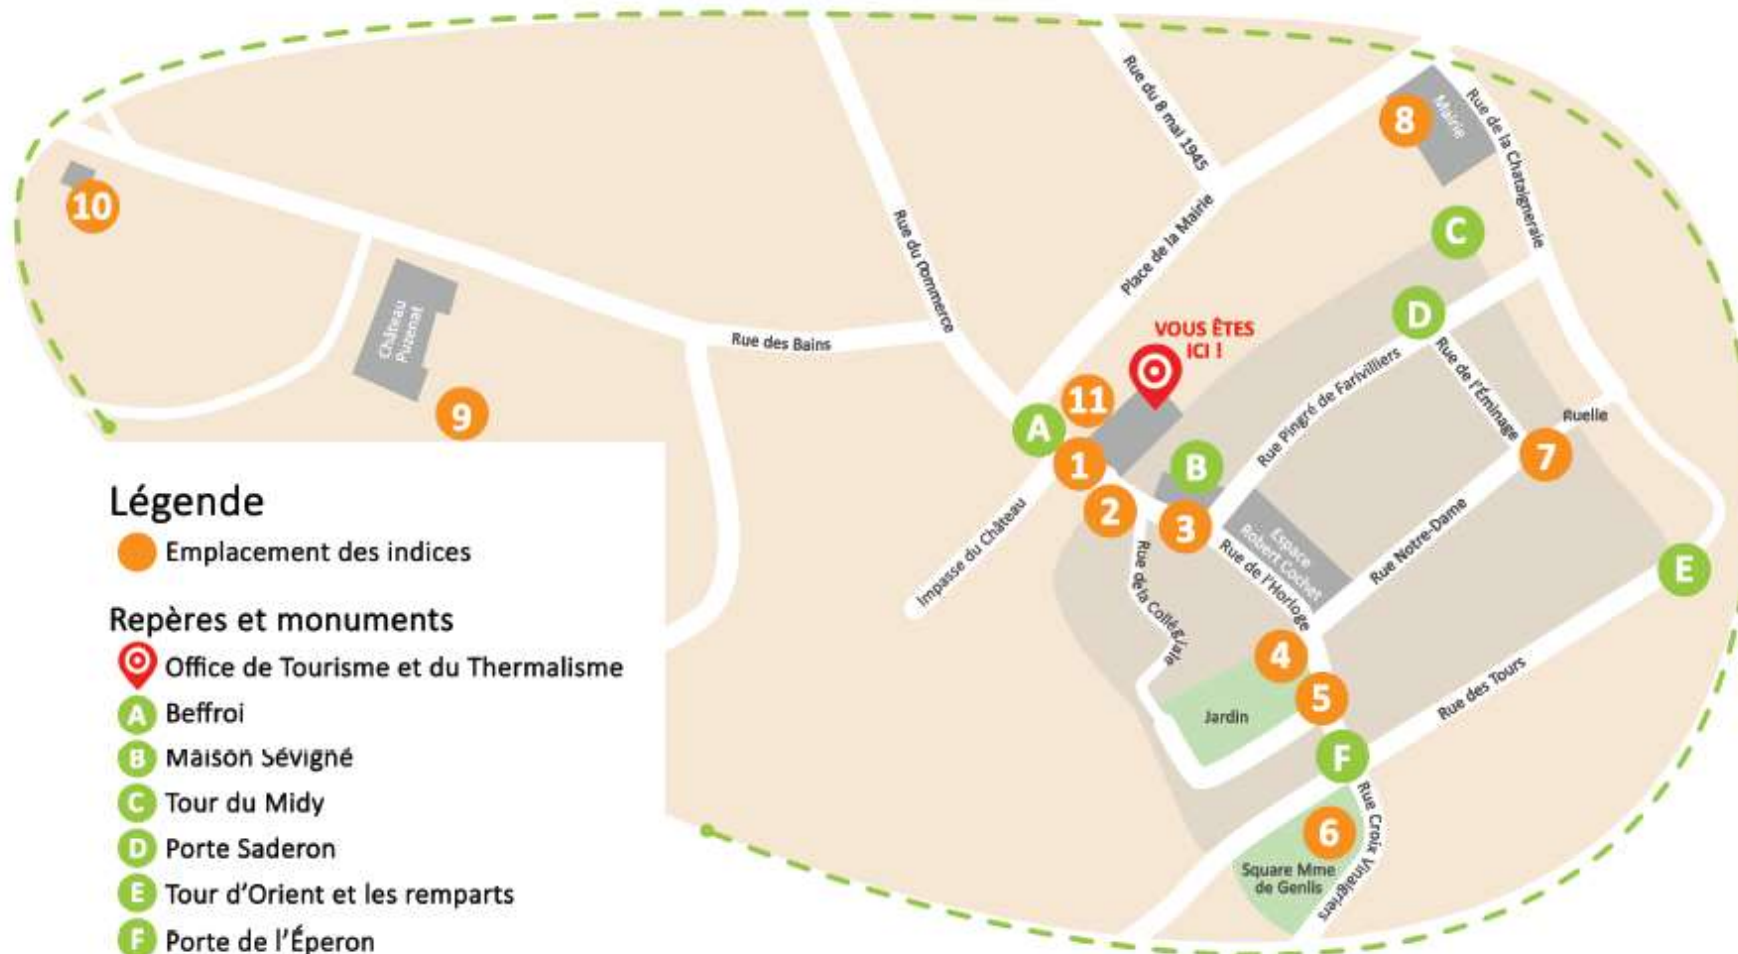 Rue du 8 mai 1945
8
Mairie
Rue de la Chataigneraie
10
C
Rue du Commerce
Place de la Mairie
D
Château
Puzenat
Rue des Bains
VOUS ÊTES
ICI !
Rue Pingré de Farivilliers
Rue de l'Éminage
Ruelle
9
11
A
1
B
7
2
3
Impasse du Château
Rue de la Collégiale
Rue de l'Horloge
Espace
Robert Cochet
Rue Notre-Dame
E
4
5
Jardin
Rue des Tours
F
6
Square Mme
de Genlis
Rue Croix Vinaigriers
Légende
Emplacement des indices
Repères et monuments
Office de Tourisme et du Thermalisme
A Beffroi
B Maison Sévigné
C Tour du Midy
D Porte Saderon
E Tour d'Orient et les remparts
F Porte de l'Éperon